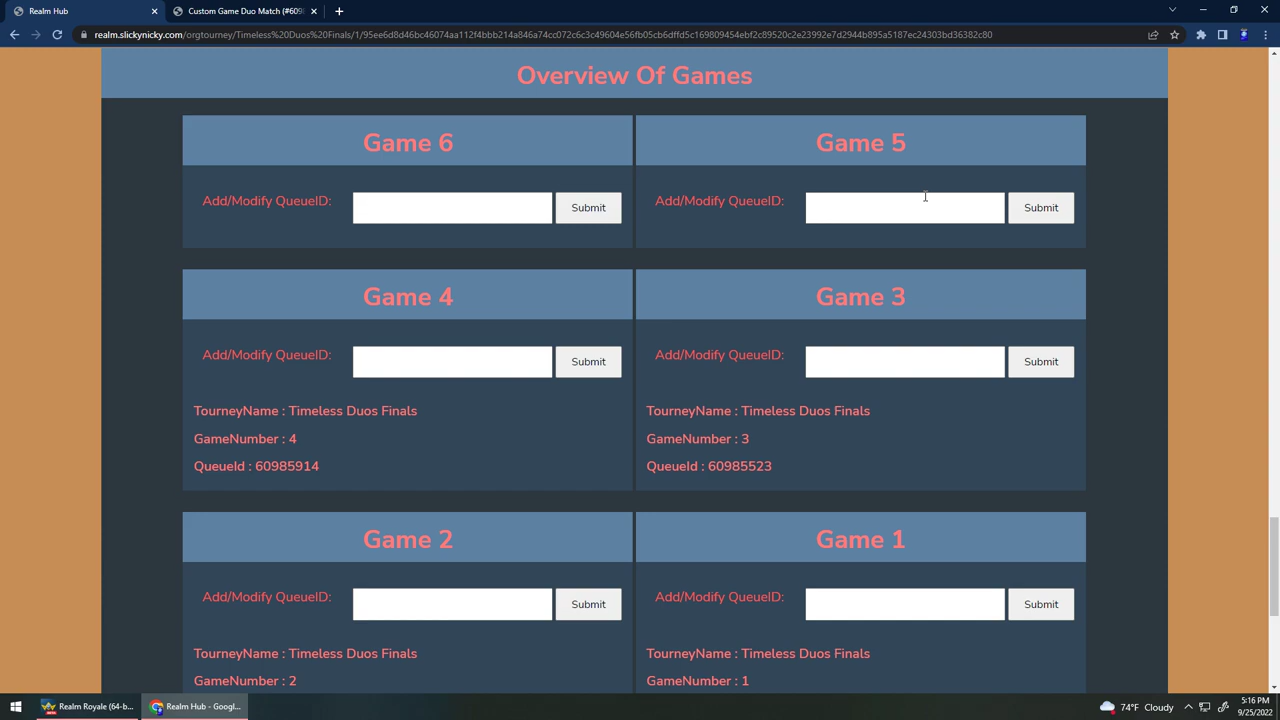 Realm Hub
Custom Game Duo Match (#609
realm.slickynicky.com/orgtourney/Timeless%20Duos%20Finals/1/95ee6d8d46bc46074aa112f4bbb214a846a74cc072c6c3c49604e56fb05cb6dffd5c169809454ebf2c89520c2e23992e7d2944b895a5187ec24303bd36382c80
Overview Of Games
Game 6
Game 5
Add/Modify QueueID:
Submit
Add/Modify QueueID:
Submit
Game 4
Game 3
Add/Modify QueueID:
Submit
Add/Modify QueueID:
Submit
TourneyName : Timeless Duos Finals
TourneyName : Timeless Duos Finals
GameNumber : 4
GameNumber : 3
QueueId : 60985914
QueueId : 60985523
Game 2
Game 1
Add/Modify QueueID:
Submit
Add/Modify QueueID:
Submit
TourneyName : Timeless Duos Finals
TourneyName : Timeless Duos Finals
GameNumber : 2
GameNumber : 1
Realm Royale (64-b...
Realm Hub - Googl...
74°F Cloudy
5:16 PM
9/25/2022